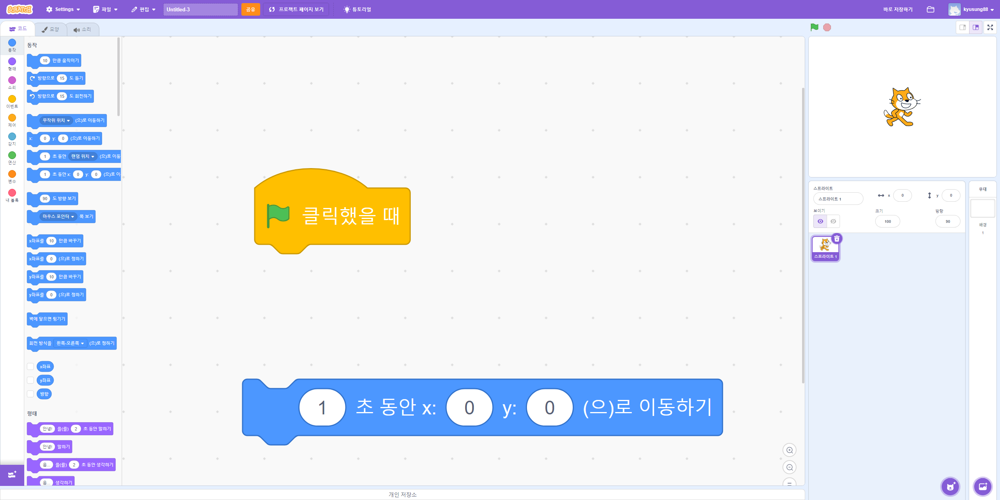 SCRATCH
Settings
파일
편집
Untitled-3
공유
프로젝트 페이지 보기
튜토리얼
바로 저장하기
kyusung88
코드
모양
소리
동작
형태
소리
이벤트
제어
감지
연산
변수
내 블록
동작
10 만큼 움직이기
방향으로 15 도 돌기
방향으로 15 도 회전하기
무작위 위치 (으)로 이동하기
x: 0 y: 0 (으)로 이동하기
1 초 동안 랜덤 위치 (으)로 이동
1 초 동안 x: 0 y: 0 (으)로 이
90 도 방향 보기
마우스 포인터 쪽 보기
x좌표를 10 만큼 바꾸기
x좌표를 0 (으)로 정하기
y좌표를 10 만큼 바꾸기
y좌표를 0 (으)로 정하기
벽에 닿으면 튕기기
회전 방식을 왼쪽-오른쪽 (으)로 정하기
x좌표
y좌표
방향
형태
안녕! 을(를) 2 초 동안 말하기
안녕! 말하기
음... 을(를) 2 초 동안 생각하기
음... 생각하기
클릭했을 때
1 초 동안 x: 0 y: 0 (으)로 이동하기
개인 저장소
스프라이트
스프라이트 1
x 0
y 0
보이기
크기
100
방향
90
스프라이트 1
무대
배경
1